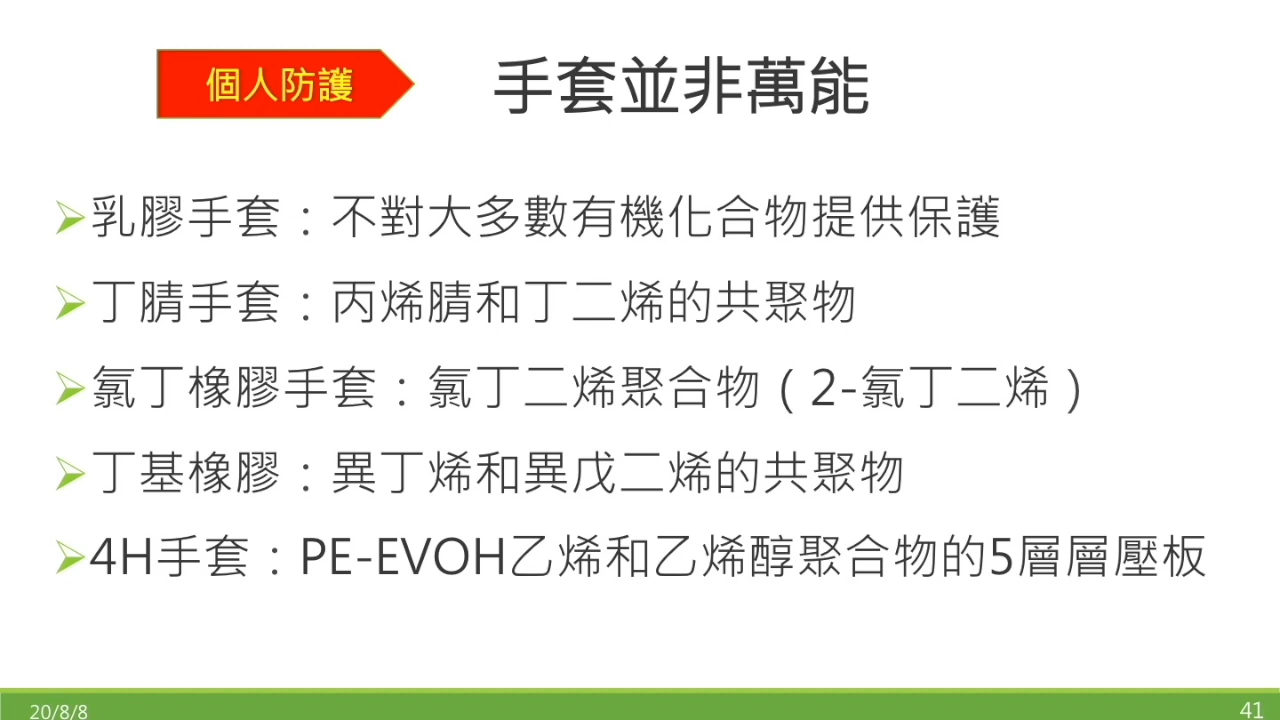 個人防護
手套並非萬能
乳膠手套：不對大多數有機化合物提供保護
丁腈手套：丙烯腈和丁二烯的共聚物
氯丁橡膠手套：氯丁二烯聚合物（2-氯丁二烯）
丁基橡膠：異丁烯和異戊二烯的共聚物
4H手套：PE-EVOH乙烯和乙烯醇聚合物的5層層壓板
20/8/8
41